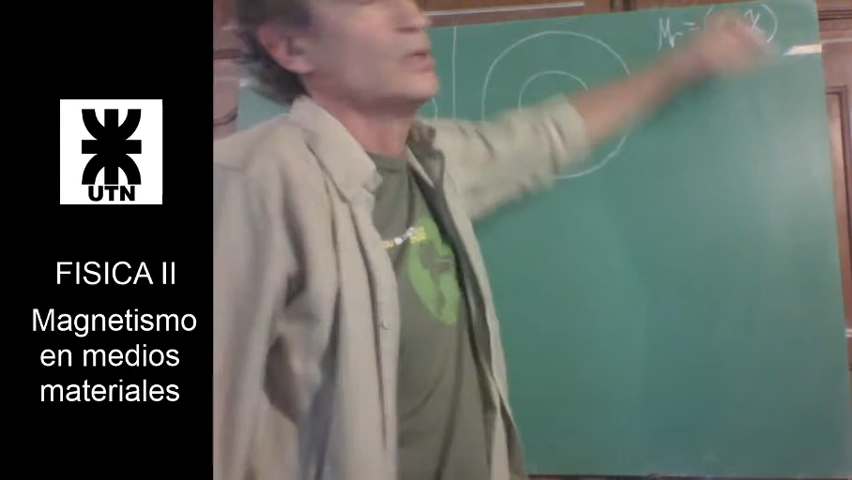 UTN
FISICA II
Magnetismo
en medios
materiales